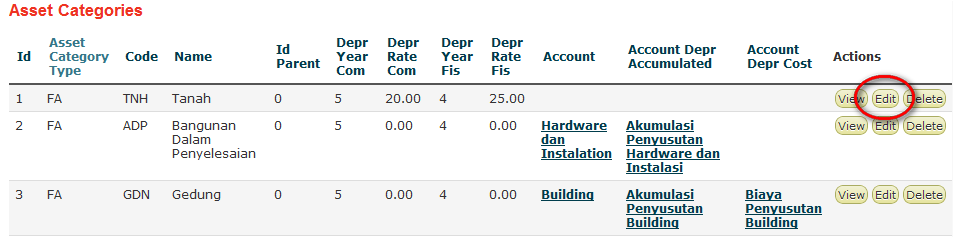 Asset Categories
Id Asset Category Type Code Name Id Parent Depr Year Com Depr Rate Com Depr Year Fis Depr Rate Fis Account Account Depr Accumulated Account Depr Cost Actions
1 FA TNH Tanah 0 5 20.00 4 25.00 View Edit Delete
2 FA ADP Bangunan Dalam Penyelesaian 0 5 0.00 4 0.00 Hardware dan Instalation Akumulasi Penyusutan Hardware dan Instalasi View Edit Delete
3 FA GDN Gedung 0 5 0.00 4 0.00 Building Akumulasi Penyusutan Building Biaya Penyusutan Building View Edit Delete